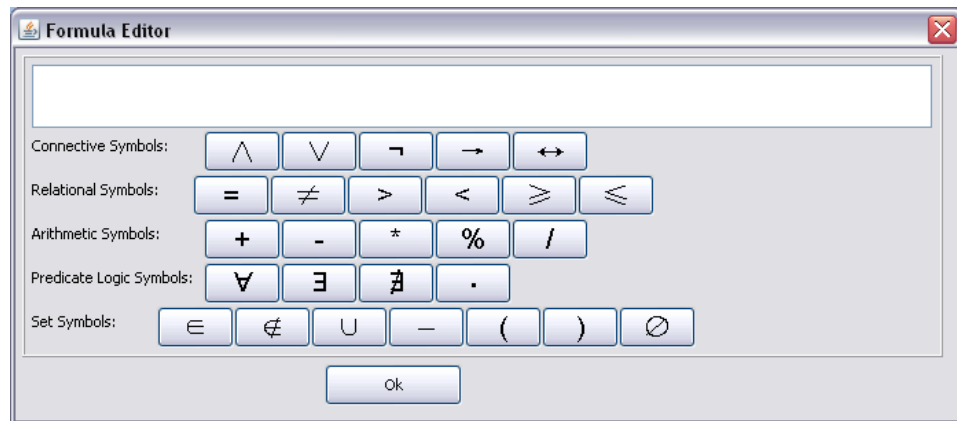 Formula Editor
Connective Symbols: ∧ ∨ ¬ → ↔
Relational Symbols: = ≠ > < ⩾ ⩽
Arithmetic Symbols: + - * % /
Predicate Logic Symbols: ∀ ∃ ∄ .
Set Symbols: ∈ ∉ ∪ − ( ) ∅
Ok